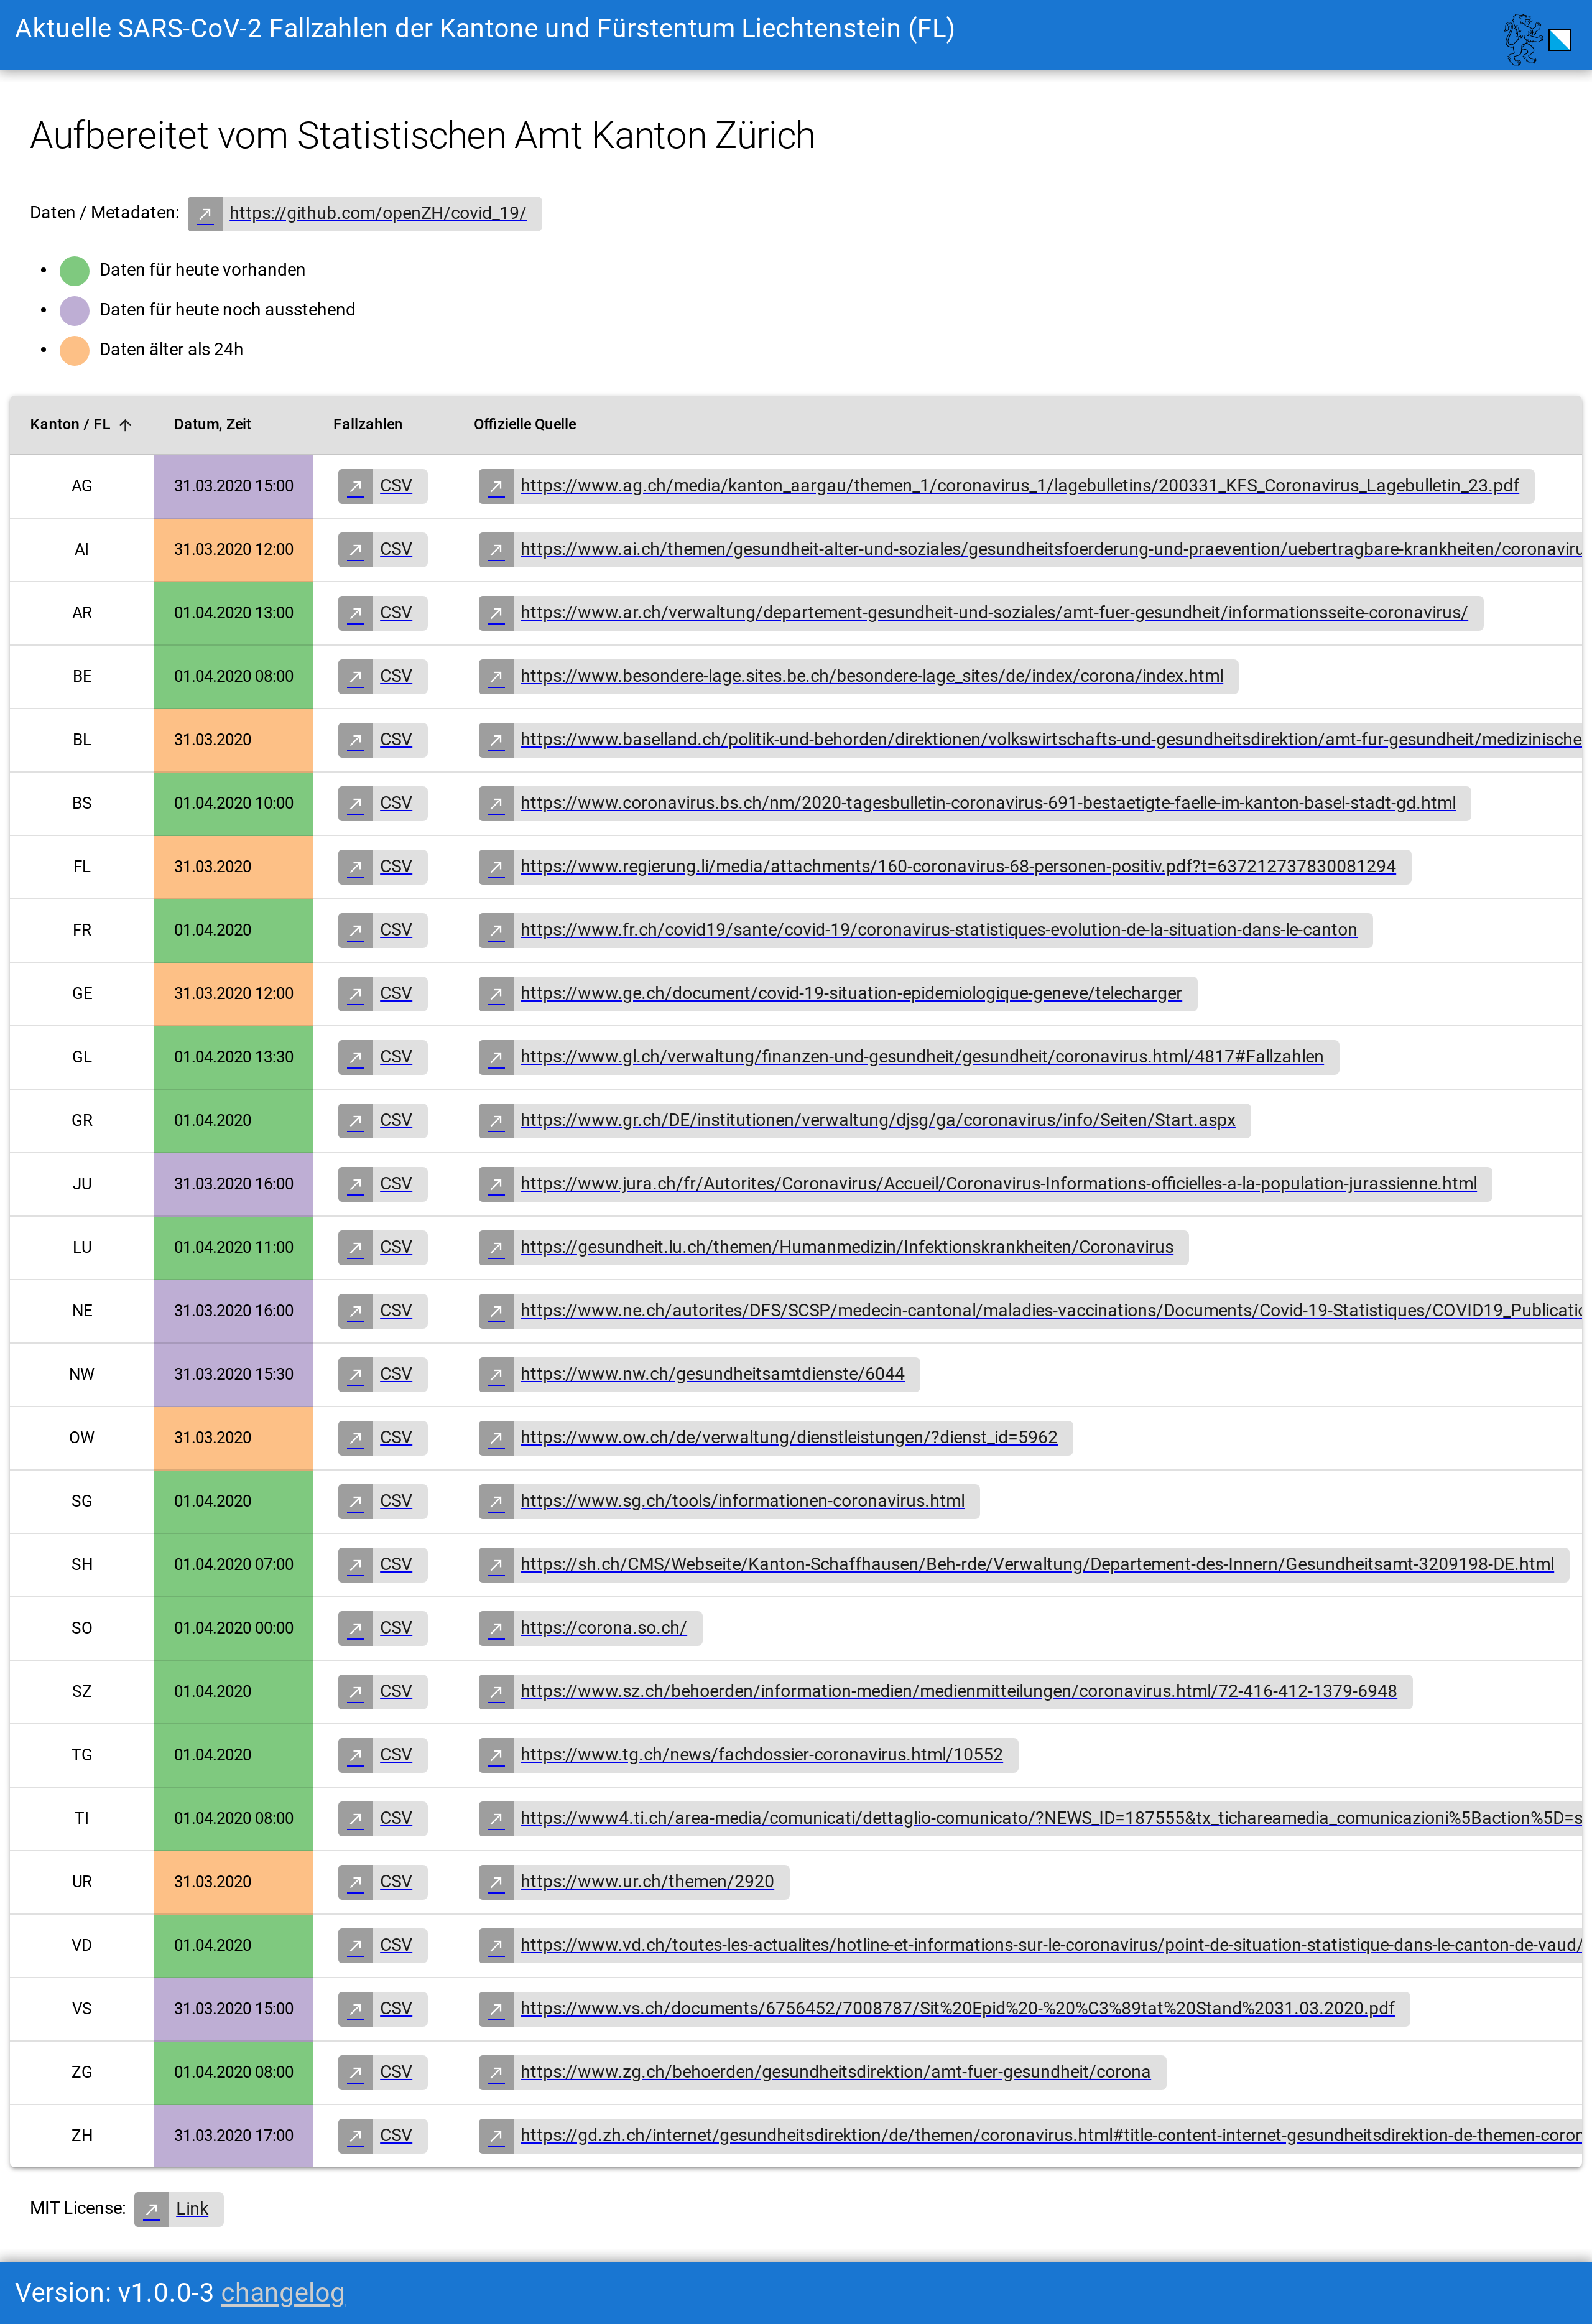 Aktuelle SARS-CoV-2 Fallzahlen der Kantone und Fürstentum Liechtenstein (FL)
Aufbereitet vom Statistischen Amt Kanton Zürich
Daten / Metadaten: https://github.com/openZH/covid_19/
Daten für heute vorhanden
Daten für heute noch ausstehend
Daten älter als 24h
Kanton / FL Datum, Zeit Fallzahlen Offizielle Quelle
AG 31.03.2020 15:00 CSV https://www.ag.ch/media/kanton_aargau/themen_1/coronavirus_1/lagebulletins/200331_KFS_Coronavirus_Lagebulletin_23.pdf
AI 31.03.2020 12:00 CSV https://www.ai.ch/themen/gesundheit-alter-und-soziales/gesundheitsfoerderung-und-praevention/uebertragbare-krankheiten/coronaviru
AR 01.04.2020 13:00 CSV https://www.ar.ch/verwaltung/departement-gesundheit-und-soziales/amt-fuer-gesundheit/informationsseite-coronavirus/
BE 01.04.2020 08:00 CSV https://www.besondere-lage.sites.be.ch/besondere-lage_sites/de/index/corona/index.html
BL 31.03.2020 CSV https://www.baselland.ch/politik-und-behorden/direktionen/volkswirtschafts-und-gesundheitsdirektion/amt-fur-gesundheit/medizinische
BS 01.04.2020 10:00 CSV https://www.coronavirus.bs.ch/nm/2020-tagesbulletin-coronavirus-691-bestaetigte-faelle-im-kanton-basel-stadt-gd.html
FL 31.03.2020 CSV https://www.regierung.li/media/attachments/160-coronavirus-68-personen-positiv.pdf?t=637212737830081294
FR 01.04.2020 CSV https://www.fr.ch/covid19/sante/covid-19/coronavirus-statistiques-evolution-de-la-situation-dans-le-canton
GE 31.03.2020 12:00 CSV https://www.ge.ch/document/covid-19-situation-epidemiologique-geneve/telecharger
GL 01.04.2020 13:30 CSV https://www.gl.ch/verwaltung/finanzen-und-gesundheit/gesundheit/coronavirus.html/4817#Fallzahlen
GR 01.04.2020 CSV https://www.gr.ch/DE/institutionen/verwaltung/djsg/ga/coronavirus/info/Seiten/Start.aspx
JU 31.03.2020 16:00 CSV https://www.jura.ch/fr/Autorites/Coronavirus/Accueil/Coronavirus-Informations-officielles-a-la-population-jurassienne.html
LU 01.04.2020 11:00 CSV https://gesundheit.lu.ch/themen/Humanmedizin/Infektionskrankheiten/Coronavirus
NE 31.03.2020 16:00 CSV https://www.ne.ch/autorites/DFS/SCSP/medecin-cantonal/maladies-vaccinations/Documents/Covid-19-Statistiques/COVID19_Publicatio
NW 31.03.2020 15:30 CSV https://www.nw.ch/gesundheitsamtdienste/6044
OW 31.03.2020 CSV https://www.ow.ch/de/verwaltung/dienstleistungen/?dienst_id=5962
SG 01.04.2020 CSV https://www.sg.ch/tools/informationen-coronavirus.html
SH 01.04.2020 07:00 CSV https://sh.ch/CMS/Webseite/Kanton-Schaffhausen/Beh-rde/Verwaltung/Departement-des-Innern/Gesundheitsamt-3209198-DE.html
SO 01.04.2020 00:00 CSV https://corona.so.ch/
SZ 01.04.2020 CSV https://www.sz.ch/behoerden/information-medien/medienmitteilungen/coronavirus.html/72-416-412-1379-6948
TG 01.04.2020 CSV https://www.tg.ch/news/fachdossier-coronavirus.html/10552
TI 01.04.2020 08:00 CSV https://www4.ti.ch/area-media/comunicati/dettaglio-comunicato/?NEWS_ID=187555&tx_tichareamedia_comunicazioni%5Baction%5D=s
UR 31.03.2020 CSV https://www.ur.ch/themen/2920
VD 01.04.2020 CSV https://www.vd.ch/toutes-les-actualites/hotline-et-informations-sur-le-coronavirus/point-de-situation-statistique-dans-le-canton-de-vaud/
VS 31.03.2020 15:00 CSV https://www.vs.ch/documents/6756452/7008787/Sit%20Epid%20-%20%C3%89tat%20Stand%2031.03.2020.pdf
ZG 01.04.2020 08:00 CSV https://www.zg.ch/behoerden/gesundheitsdirektion/amt-fuer-gesundheit/corona
ZH 31.03.2020 17:00 CSV https://gd.zh.ch/internet/gesundheitsdirektion/de/themen/coronavirus.html#title-content-internet-gesundheitsdirektion-de-themen-coron
MIT License: Link
Version: v1.0.0-3 changelog